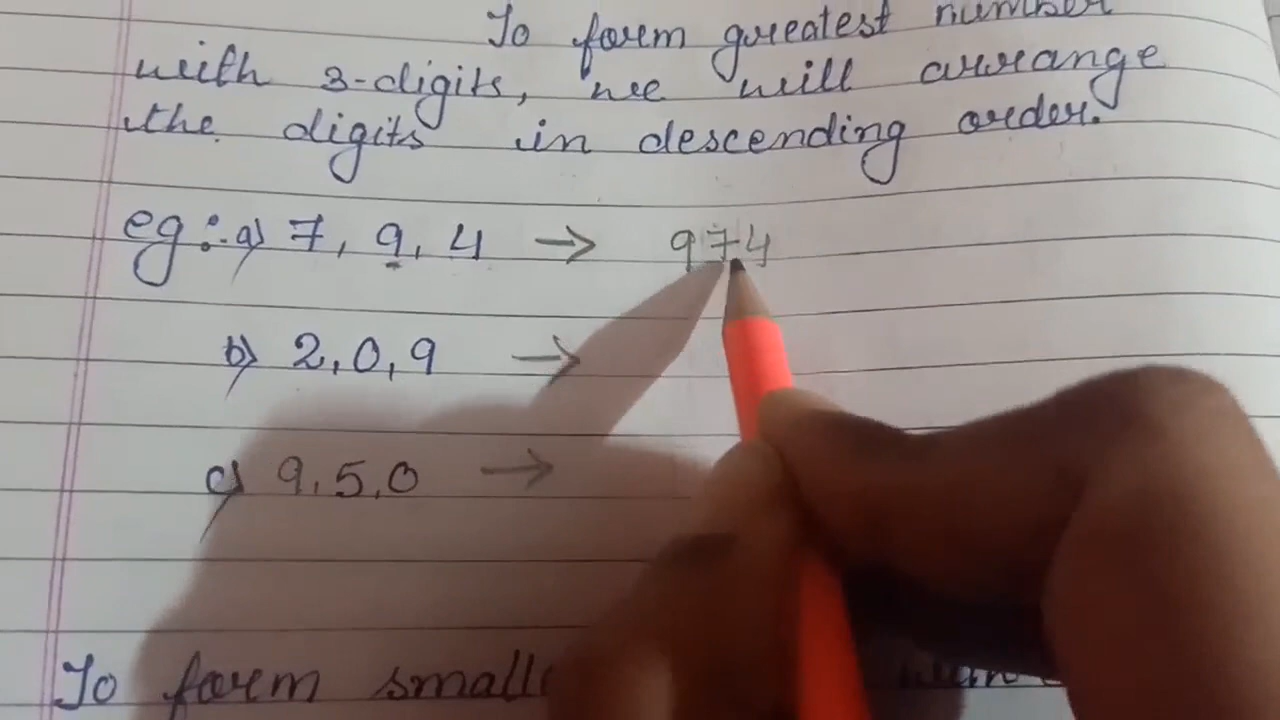 To form greatest number
with 3-digits, we will arrange
the digits in descending order.
eg:- a) 7, 9, 4 → 974
b) 2, 0, 9 →
c) 9, 5, 0 →
To form